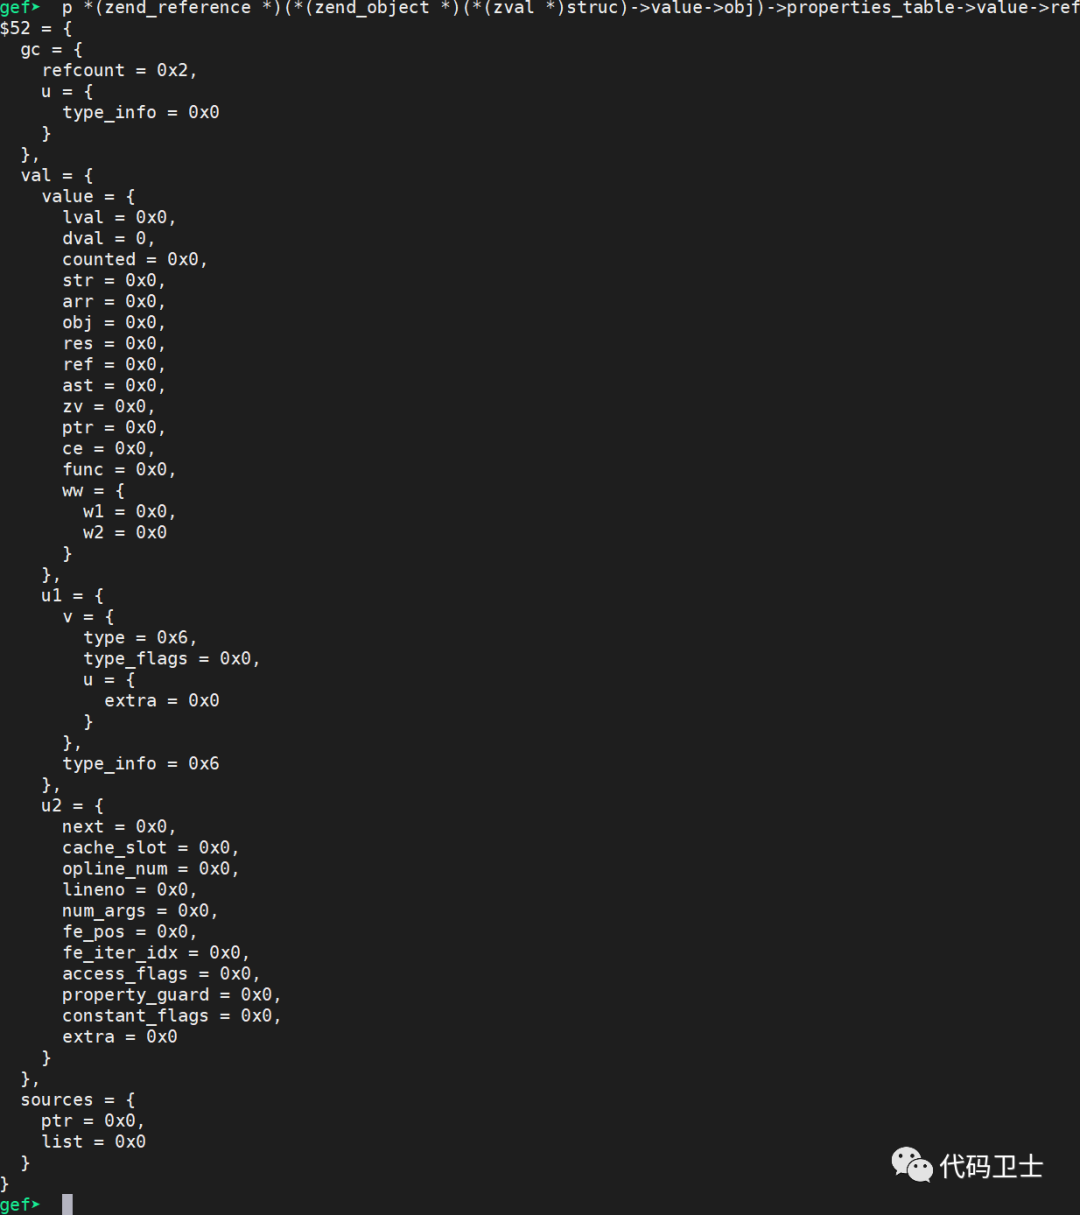 gef➤  p *(zend_reference *)(*(zend_object *)(*(zval *)struc)->value->obj)->properties_table->value->ref
$52 = {
  gc = {
    refcount = 0x2,
    u = {
      type_info = 0x0
    }
  },
  val = {
    value = {
      lval = 0x0,
      dval = 0,
      counted = 0x0,
      str = 0x0,
      arr = 0x0,
      obj = 0x0,
      res = 0x0,
      ref = 0x0,
      ast = 0x0,
      zv = 0x0,
      ptr = 0x0,
      ce = 0x0,
      func = 0x0,
      ww = {
        w1 = 0x0,
        w2 = 0x0
      }
    },
    u1 = {
      v = {
        type = 0x6,
        type_flags = 0x0,
        u = {
          extra = 0x0
        }
      },
      type_info = 0x6
    },
    u2 = {
      next = 0x0,
      cache_slot = 0x0,
      opline_num = 0x0,
      lineno = 0x0,
      num_args = 0x0,
      fe_pos = 0x0,
      fe_iter_idx = 0x0,
      access_flags = 0x0,
      property_guard = 0x0,
      constant_flags = 0x0,
      extra = 0x0
    }
  },
  sources = {
    ptr = 0x0,
    list = 0x0
  }
}
gef➤
代码卫士